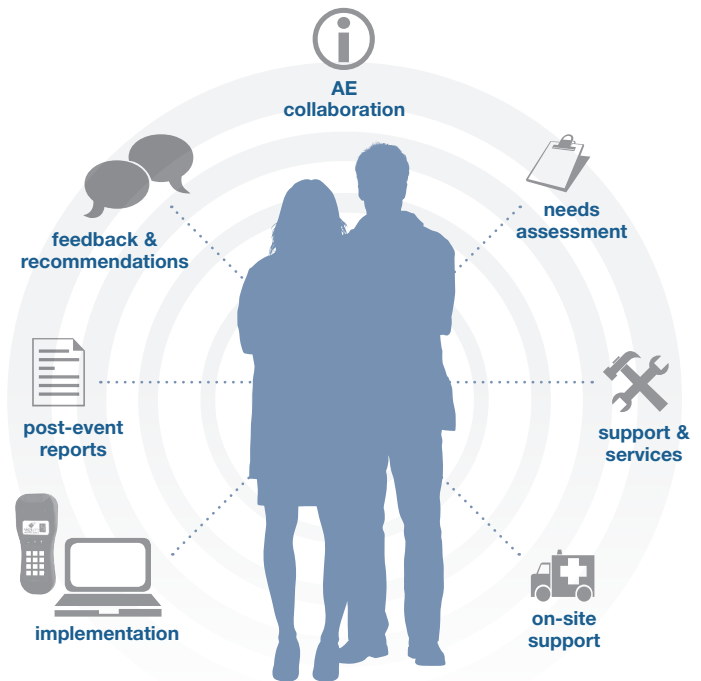 AE
collaboration
needs
assessment
support &
services
on-site
support
implementation
post-event
reports
feedback &
recommendations